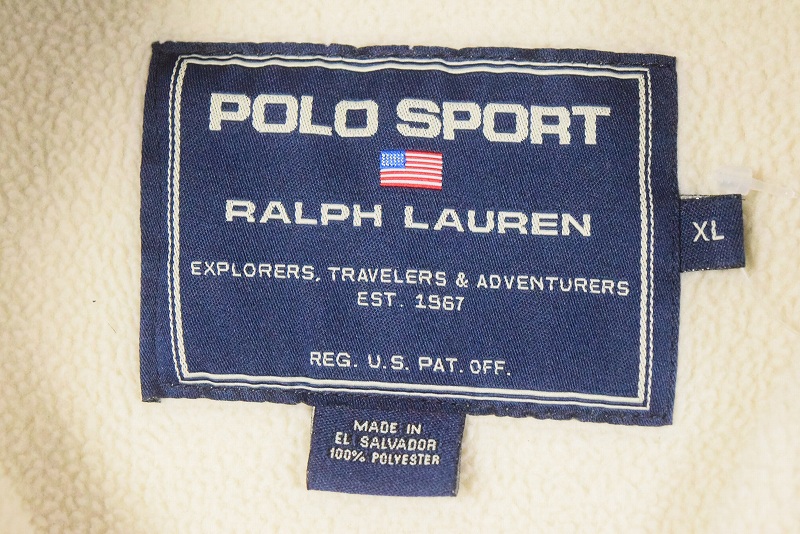 POLO SPORT
RALPH LAUREN
XL
EXPLORERS, TRAVELERS & ADVENTURERS
EST. 1967
REG. U.S. PAT. OFF.
MADE IN
EL SALVADOR
100% POLYESTER